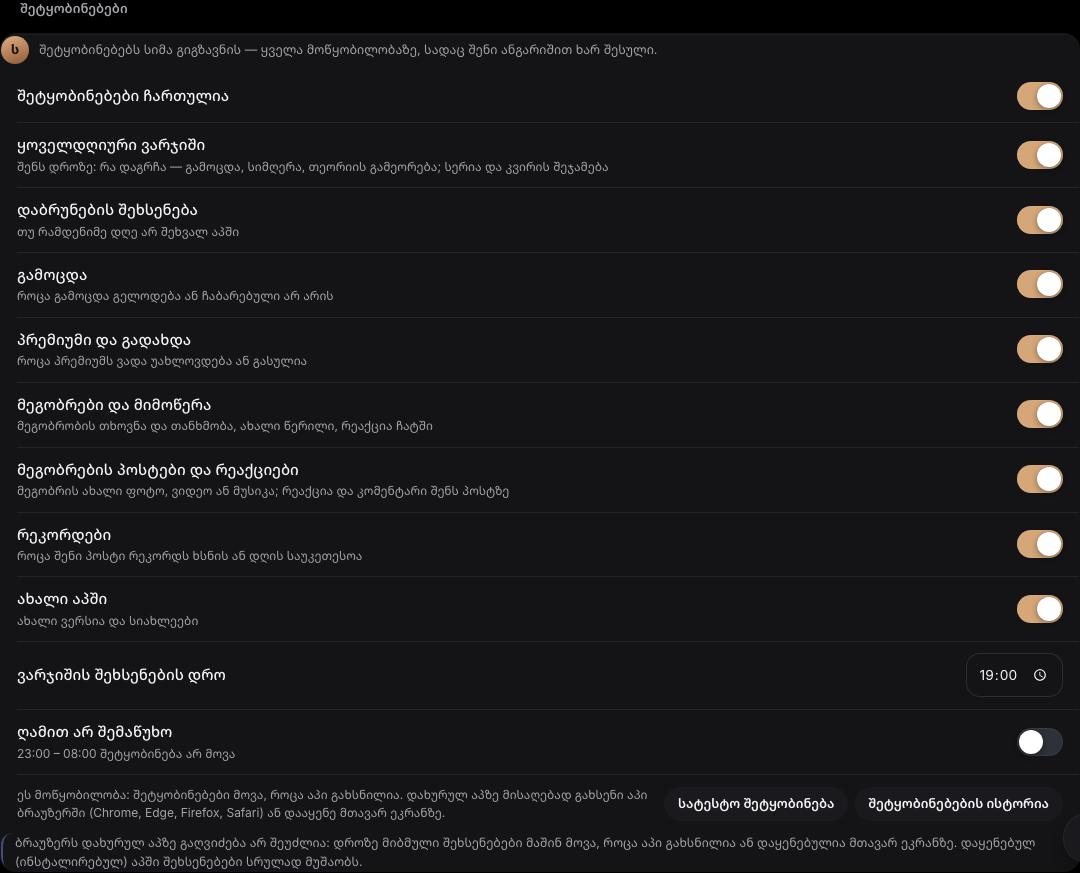 შეტყობინებები
ს
შეტყობინებებს სიმა გიგზავნის — ყველა მოწყობილობაზე, სადაც შენი ანგარიშით ხარ შესული.
შეტყობინებები ჩართულია
ყოველდღიური ვარჯიში
შენს დროზე: რა დაგრჩა — გამოცდა, სიმღერა, თეორიის გამეორება; სერია და კვირის შეჯამება
დაბრუნების შეხსენება
თუ რამდენიმე დღე არ შეხვალ აპში
გამოცდა
როცა გამოცდა გელოდება ან ჩაბარებული არ არის
პრემიუმი და გადახდა
როცა პრემიუმს ვადა უახლოვდება ან გასულია
მეგობრები და მიმოწერა
მეგობრობის თხოვნა და თანხმობა, ახალი წერილი, რეაქცია ჩატში
მეგობრების პოსტები და რეაქციები
მეგობრის ახალი ფოტო, ვიდეო ან მუსიკა; რეაქცია და კომენტარი შენს პოსტზე
რეკორდები
როცა შენი პოსტი რეკორდს ხსნის ან დღის საუკეთესოა
ახალი აპში
ახალი ვერსია და სიახლეები
ვარჯიშის შეხსენების დრო
19:00
ღამით არ შემაწუხო
23:00 – 08:00 შეტყობინება არ მოვა
ეს მოწყობილობა: შეტყობინებები მოვა, როცა აპი გახსნილია. დახურულ აპზე მისაღებად გახსენი აპი
ბრაუზერში (Chrome, Edge, Firefox, Safari) ან დააყენე მთავარ ეკრანზე.
სატესტო შეტყობინება
შეტყობინებების ისტორია
ბრაუზერს დახურულ აპზე გაღვიძება არ შეუძლია: დროზე მიბმული შეხსენებები მაშინ მოვა, როცა აპი გახსნილია ან დაყენებულია მთავარ ეკრანზე. დაყენებულ
(ინსტალირებულ) აპში შეხსენებები სრულად მუშაობს.